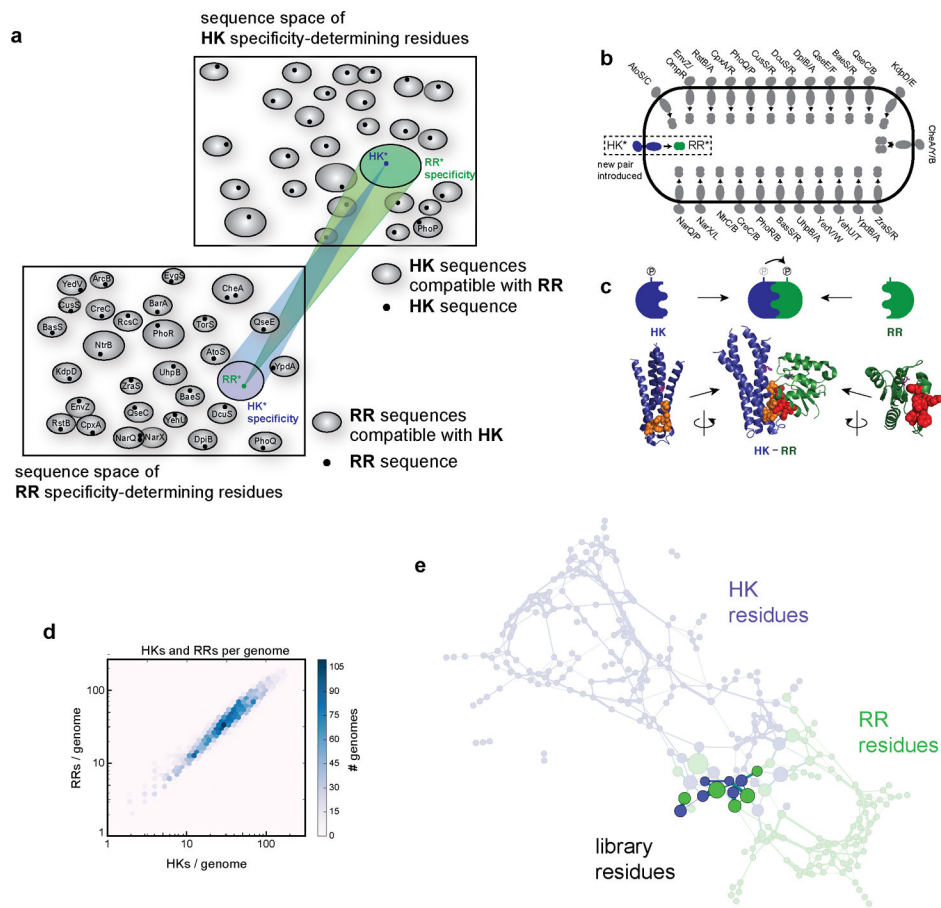 a
sequence space of
HK specificity-determining residues
HK*
RR*
specificity
PhoP
HK sequences
compatible with RR
HK sequence
YedV
ArcB
EvgS
CheA
CusS
CreC
BarA
RcsC
TorS
QseE
BasS
PhoR
NtrB
AtoS
KdpD
UhpB
YpdA
ZraS
RR*
BaeS
HK*
specificity
EnvZ
QseC
DcuS
RstB
CpxA
YehU
NarQ
NarX
DpiB
PhoQ
RR sequences
compatible with HK
RR sequence
sequence space of
RR specificity-determining residues
b
AtoS/C
EnvZ/
OmpR
RstB/A
CpxA/R
PhoQ/P
CusS/R
DcuS/R
DpiB/A
QseE/F
BaeS/R
QseC/B
KdpD/E
CheA/Y/B
HK*
RR*
new pair
introduced
NarQ/P
NarX/L
NtrC/B
CreC/B
PhoR/B
BasS/R
UhpB/A
YedV/W
YehU/T
YpdB/A
ZraS/R
c
P
P
P
HK
RR
HK – RR
d
HKs and RRs per genome
RRs / genome
100
10
1
1
10
100
HKs / genome
105
90
75
60
45
30
15
0
# genomes
e
HK
residues
RR
residues
library
residues